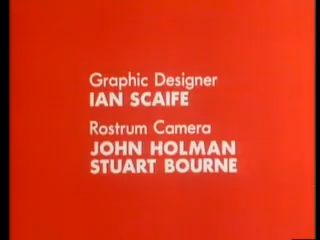 Graphic Designer
IAN SCAIFE
Rostrum Camera
JOHN HOLMAN
STUART BOURNE